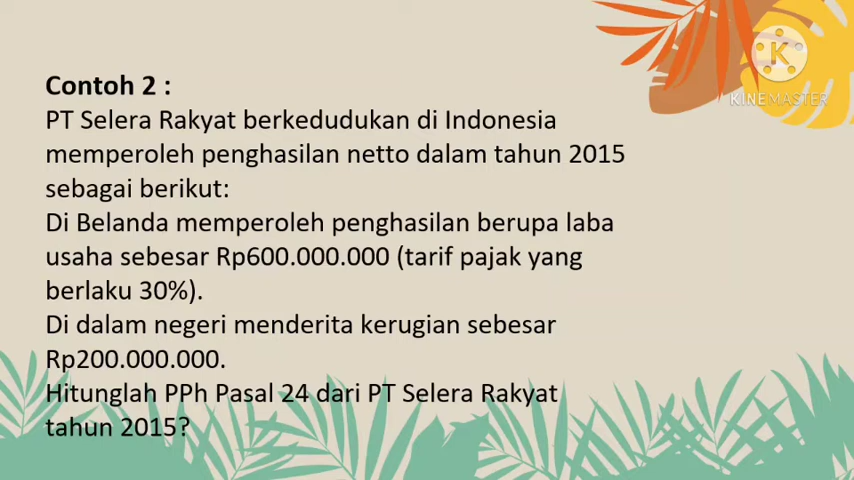 KINEMASTER
Contoh 2 :
PT Selera Rakyat berkedudukan di Indonesia
memperoleh penghasilan netto dalam tahun 2015
sebagai berikut:
Di Belanda memperoleh penghasilan berupa laba
usaha sebesar Rp600.000.000 (tarif pajak yang
berlaku 30%).
Di dalam negeri menderita kerugian sebesar
Rp200.000.000.
Hitunglah PPh Pasal 24 dari PT Selera Rakyat
tahun 2015?